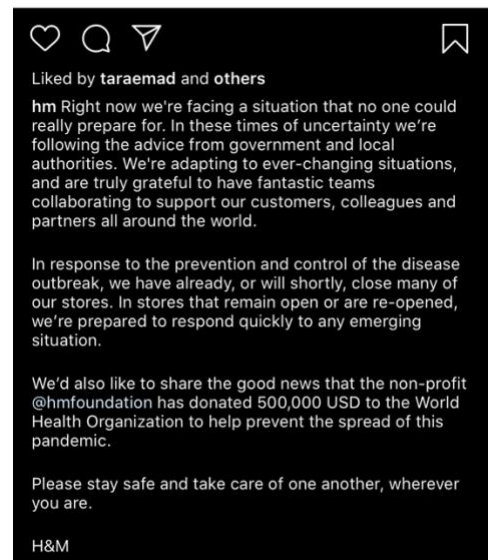 Liked by taraemad and others
hm Right now we're facing a situation that no one could
really prepare for. In these times of uncertainty we’re
following the advice from government and local
authorities. We're adapting to ever-changing situations,
and are truly grateful to have fantastic teams
collaborating to support our customers, colleagues and
partners all around the world.
In response to the prevention and control of the disease
outbreak, we have already, or will shortly, close many of
our stores. In stores that remain open or are re-opened,
we’re prepared to respond quickly to any emerging
situation.
We’d also like to share the good news that the non-profit
@hmfoundation has donated 500,000 USD to the World
Health Organization to help prevent the spread of this
pandemic.
Please stay safe and take care of one another, wherever
you are.
H&M